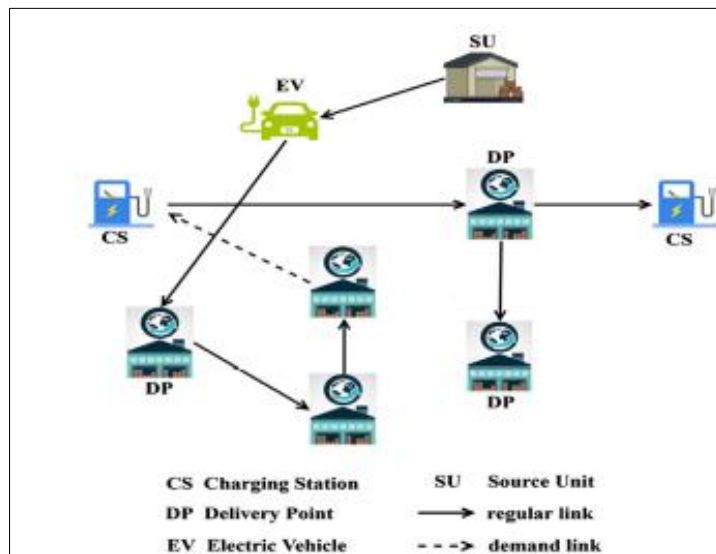 SU
EV
DP
CS
CS
DP
DP
CS Charging Station
SU Source Unit
DP Delivery Point
regular link
EV Electric Vehicle
demand link